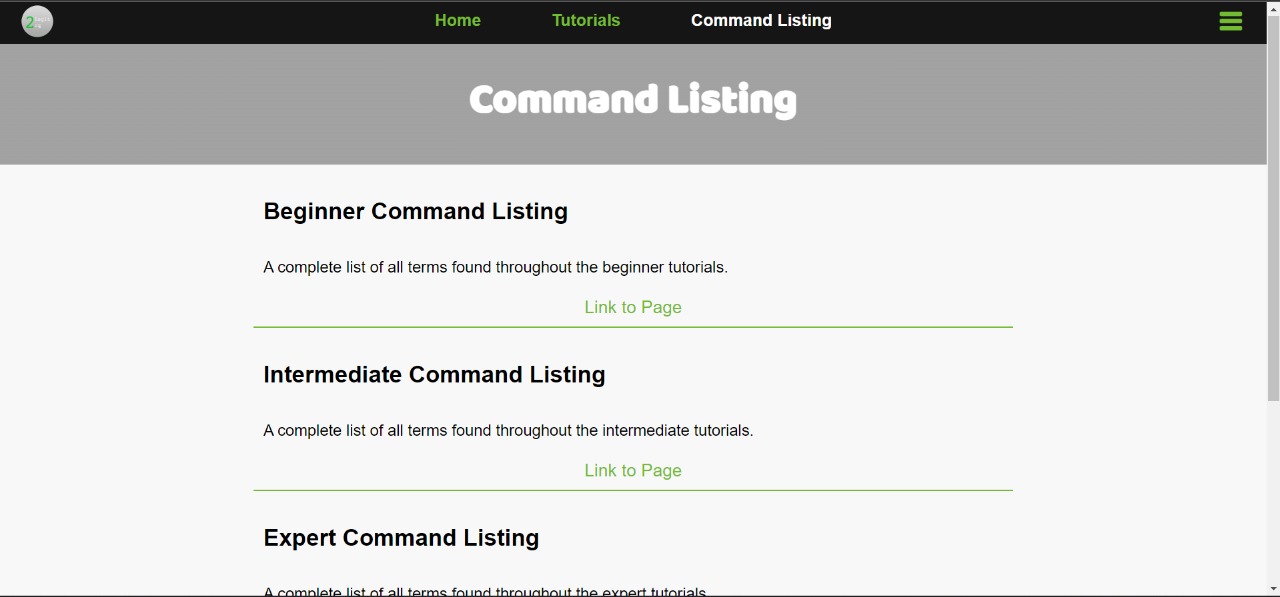 2
Home Tutorials Command Listing
Command Listing
Beginner Command Listing
A complete list of all terms found throughout the beginner tutorials.
Link to Page
Intermediate Command Listing
A complete list of all terms found throughout the intermediate tutorials.
Link to Page
Expert Command Listing
A complete list of all terms found throughout the expert tutorials